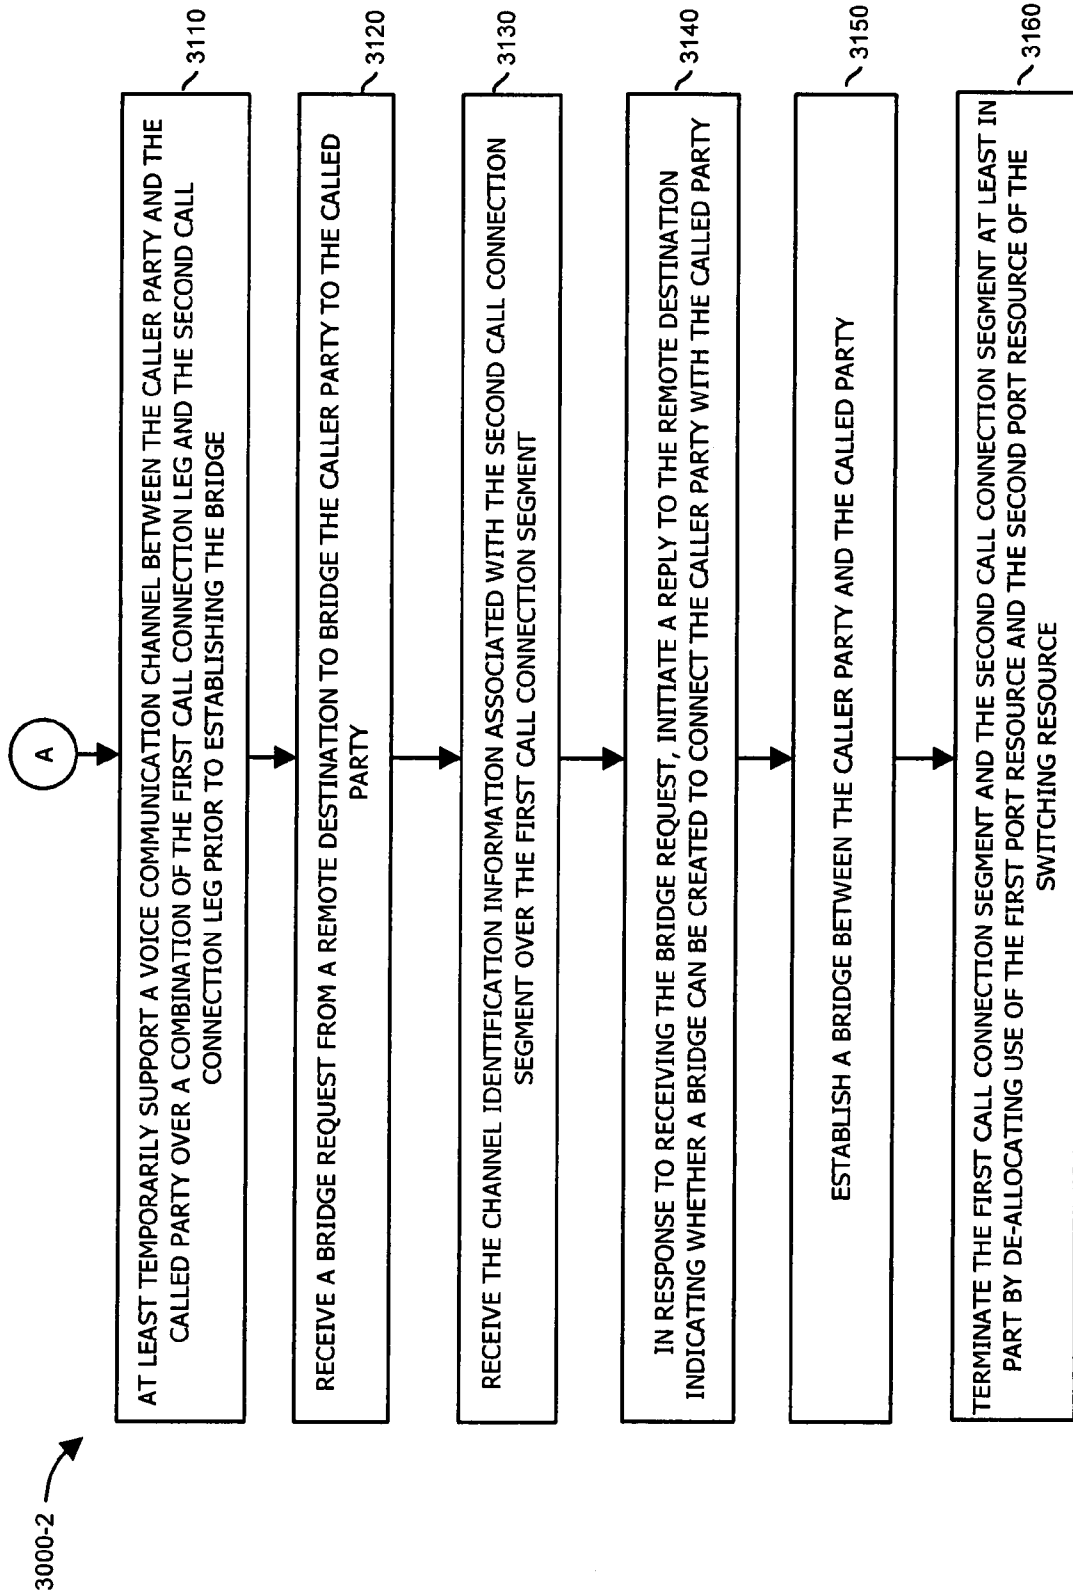 3000-2
A
AT LEAST TEMPORARILY SUPPORT A VOICE COMMUNICATION CHANNEL BETWEEN THE CALLER PARTY AND THE
CALLED PARTY OVER A COMBINATION OF THE FIRST CALL CONNECTION LEG AND THE SECOND CALL
CONNECTION LEG PRIOR TO ESTABLISHING THE BRIDGE
3110
RECEIVE A BRIDGE REQUEST FROM A REMOTE DESTINATION TO BRIDGE THE CALLER PARTY TO THE CALLED
PARTY
3120
RECEIVE THE CHANNEL IDENTIFICATION INFORMATION ASSOCIATED WITH THE SECOND CALL CONNECTION
SEGMENT OVER THE FIRST CALL CONNECTION SEGMENT
3130
IN RESPONSE TO RECEIVING THE BRIDGE REQUEST, INITIATE A REPLY TO THE REMOTE DESTINATION
INDICATING WHETHER A BRIDGE CAN BE CREATED TO CONNECT THE CALLER PARTY WITH THE CALLED PARTY
3140
ESTABLISH A BRIDGE BETWEEN THE CALLER PARTY AND THE CALLED PARTY
3150
TERMINATE THE FIRST CALL CONNECTION SEGMENT AND THE SECOND CALL CONNECTION SEGMENT AT LEAST IN
PART BY DE-ALLOCATING USE OF THE FIRST PORT RESOURCE AND THE SECOND PORT RESOURCE OF THE
SWITCHING RESOURCE
3160